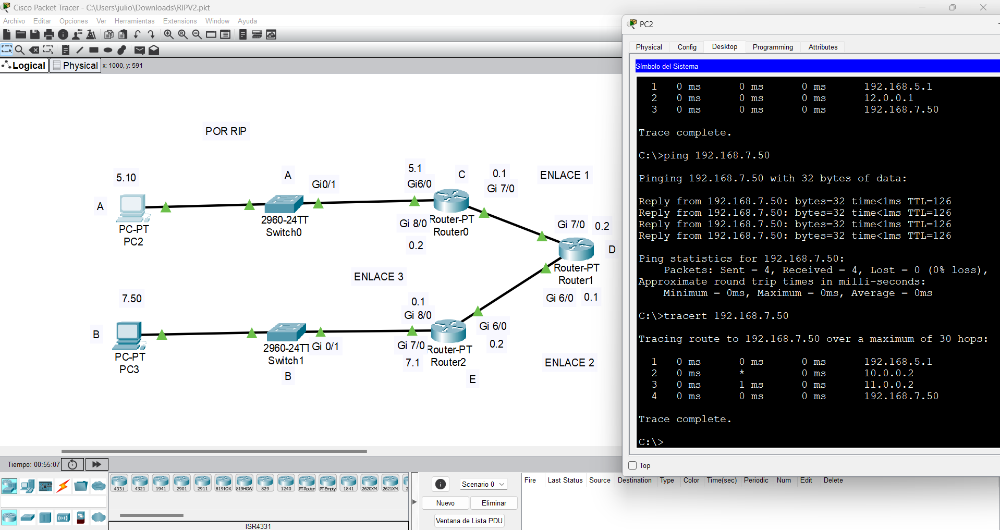 Cisco Packet Tracer - C:\Users\julio\Downloads\RIPV2.pkt
Archivo Editar Opciones Ver Herramientas Extensions Window Ayuda
Logical Physical x: 1000, y: 591
POR RIP
5.10
A
PC-PT
PC2
A
Gi0/1
2960-24TT
Switch0
5.1
Gi6/0
C
0.1
Gi 7/0
ENLACE 1
Gi 8/0
Router-PT
Router0
0.2
Gi 7/0
0.2
D
Router-PT
Router1
Gi 6/0
0.1
ENLACE 3
7.50
B
PC-PT
PC3
2960-24TT
Switch1
Gi 0/1
B
0.1
Gi 8/0
Gi 6/0
0.2
Gi 7/0
7.1
Router-PT
Router2
E
ENLACE 2
Tiempo: 00:55:07
4331 4321 1941 2901 2911 819IOX 819HGW 829 1240 PT-Router PT-Empty 1841 2620XM 2621XM 2
ISR4331
Scenario 0
Nuevo Eliminar
Ventana de Lista PDU
Fire Last Status Source Destination Type Color Time(sec) Periodic Num Edit Delete
PC2
Physical Config Desktop Programming Attributes
Símbolo del Sistema
1 0 ms 0 ms 0 ms 192.168.5.1
2 0 ms 0 ms 0 ms 12.0.0.1
3 0 ms 0 ms 0 ms 192.168.7.50
Trace complete.
C:\>ping 192.168.7.50
Pinging 192.168.7.50 with 32 bytes of data:
Reply from 192.168.7.50: bytes=32 time<1ms TTL=126
Reply from 192.168.7.50: bytes=32 time<1ms TTL=126
Reply from 192.168.7.50: bytes=32 time<1ms TTL=126
Reply from 192.168.7.50: bytes=32 time<1ms TTL=126
Ping statistics for 192.168.7.50:
Packets: Sent = 4, Received = 4, Lost = 0 (0% loss),
Approximate round trip times in milli-seconds:
Minimum = 0ms, Maximum = 0ms, Average = 0ms
C:\>tracert 192.168.7.50
Tracing route to 192.168.7.50 over a maximum of 30 hops:
1 0 ms 0 ms 0 ms 192.168.5.1
2 0 ms * 0 ms 10.0.0.2
3 0 ms 1 ms 0 ms 11.0.0.2
4 0 ms 0 ms 0 ms 192.168.7.50
Trace complete.
C:\>
Top